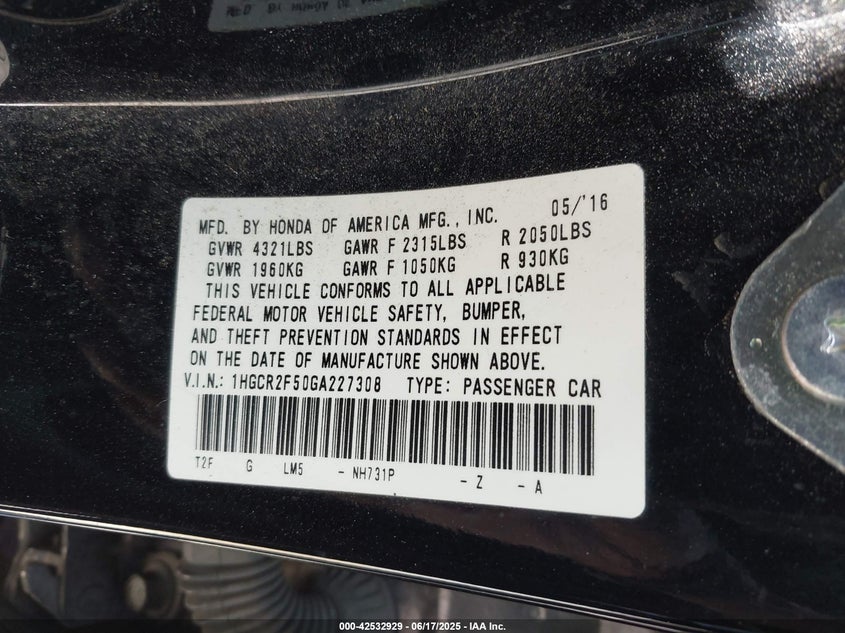 MFD. BY HONDA OF AMERICA MFG., INC. 05/'16
GVWR 4321LBS GAWR F 2315LBS R 2050LBS
GVWR 1960KG GAWR F 1050KG R 930KG
THIS VEHICLE CONFORMS TO ALL APPLICABLE
FEDERAL MOTOR VEHICLE SAFETY, BUMPER,
AND THEFT PREVENTION STANDARDS IN EFFECT
ON THE DATE OF MANUFACTURE SHOWN ABOVE.
V.I.N.: 1HGCR2F50GA227308 TYPE: PASSENGER CAR
T2F G LM5 - NH731P - Z - A
000-42532929 - 06/17/2025 - IAA Inc.